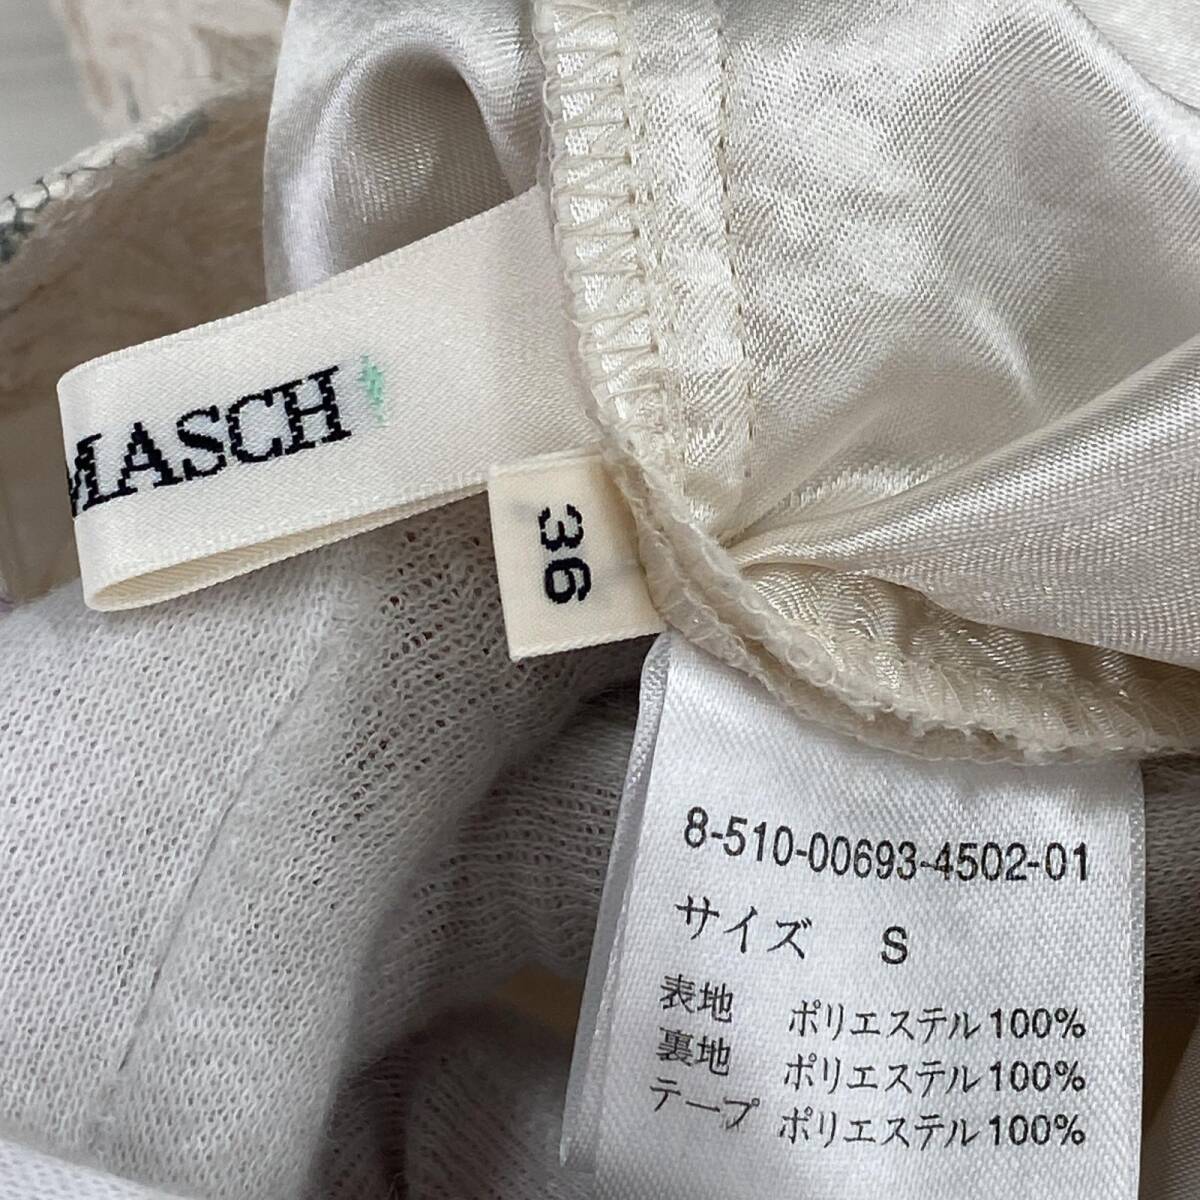 MASCH
36
8-510-00693-4502-01
サイズ S
表地 ポリエステル100%
裏地 ポリエステル100%
テープ ポリエステル100%